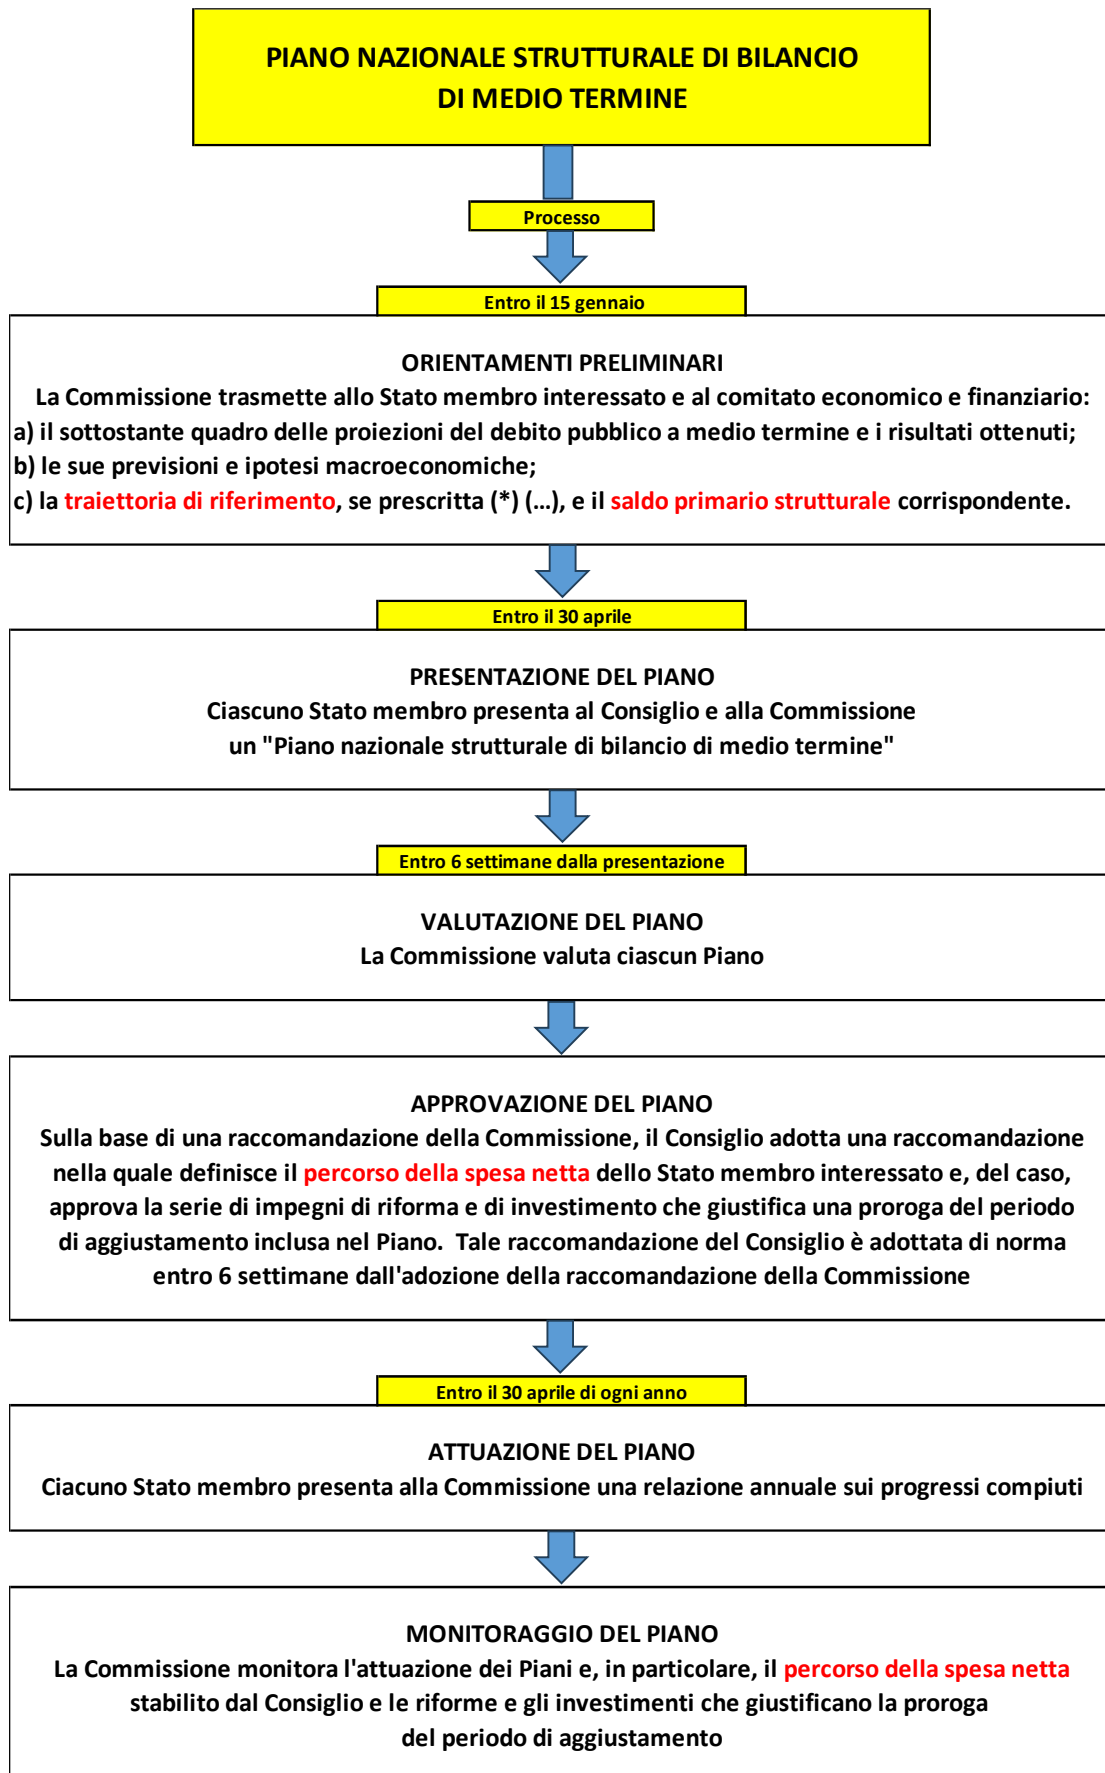 PIANO NAZIONALE STRUTTURALE DI BILANCIO
DI MEDIO TERMINE
Processo
Entro il 15 gennaio
ORIENTAMENTI PRELIMINARI
La Commissione trasmette allo Stato membro interessato e al comitato economico e finanziario:
a) il sottostante quadro delle proiezioni del debito pubblico a medio termine e i risultati ottenuti;
b) le sue previsioni e ipotesi macroeconomiche;
c) la traiettoria di riferimento, se prescritta (*) (...), e il saldo primario strutturale corrispondente.
Entro il 30 aprile
PRESENTAZIONE DEL PIANO
Ciascuno Stato membro presenta al Consiglio e alla Commissione
un "Piano nazionale strutturale di bilancio di medio termine"
Entro 6 settimane dalla presentazione
VALUTAZIONE DEL PIANO
La Commissione valuta ciascun Piano
APPROVAZIONE DEL PIANO
Sulla base di una raccomandazione della Commissione, il Consiglio adotta una raccomandazione
nella quale definisce il percorso della spesa netta dello Stato membro interessato e, del caso,
approva la serie di impegni di riforma e di investimento che giustifica una proroga del periodo
di aggiustamento inclusa nel Piano. Tale raccomandazione del Consiglio è adottata di norma
entro 6 settimane dall'adozione della raccomandazione della Commissione
Entro il 30 aprile di ogni anno
ATTUAZIONE DEL PIANO
Ciacuno Stato membro presenta alla Commissione una relazione annuale sui progressi compiuti
MONITORAGGIO DEL PIANO
La Commissione monitora l'attuazione dei Piani e, in particolare, il percorso della spesa netta
stabilito dal Consiglio e le riforme e gli investimenti che giustificano la proroga
del periodo di aggiustamento